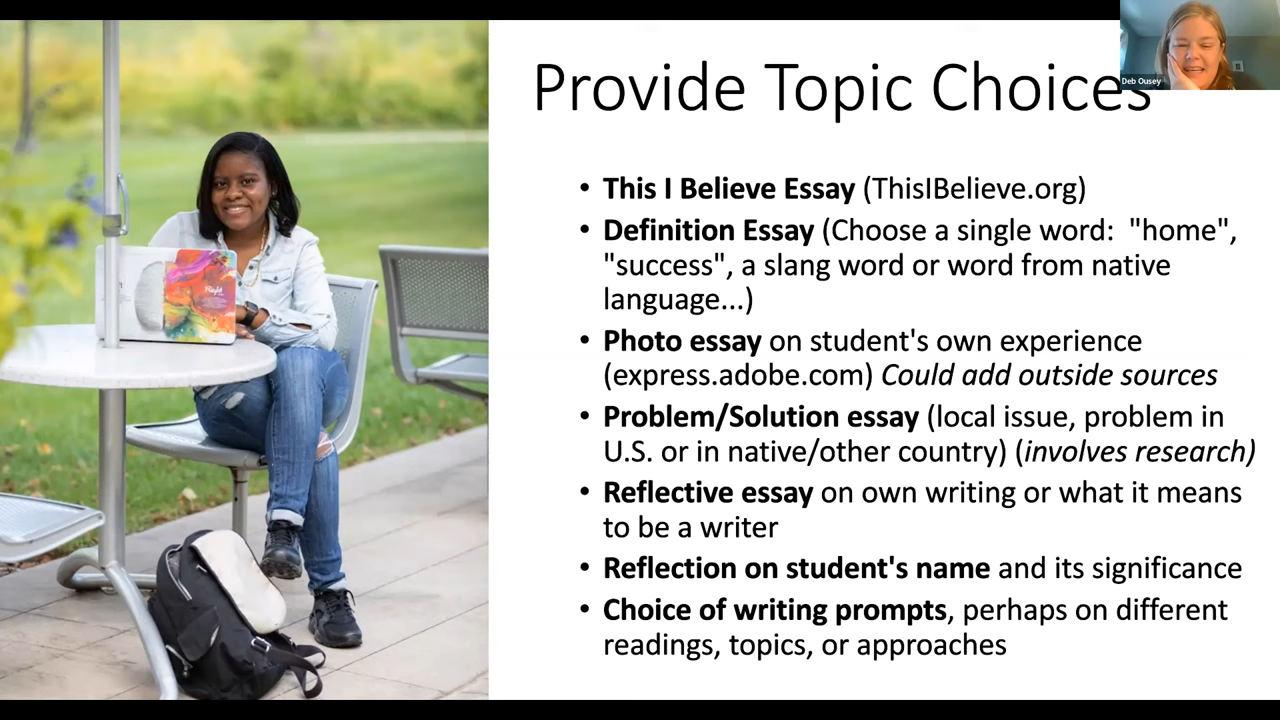 Provide Topic Choices
Deb Ousey
• This I Believe Essay (ThisIBelieve.org)
• Definition Essay (Choose a single word:  "home",
"success", a slang word or word from native
language...)
• Photo essay on student's own experience
(express.adobe.com) Could add outside sources
• Problem/Solution essay (local issue, problem in
U.S. or in native/other country) (involves research)
• Reflective essay on own writing or what it means
to be a writer
• Reflection on student's name and its significance
• Choice of writing prompts, perhaps on different
readings, topics, or approaches